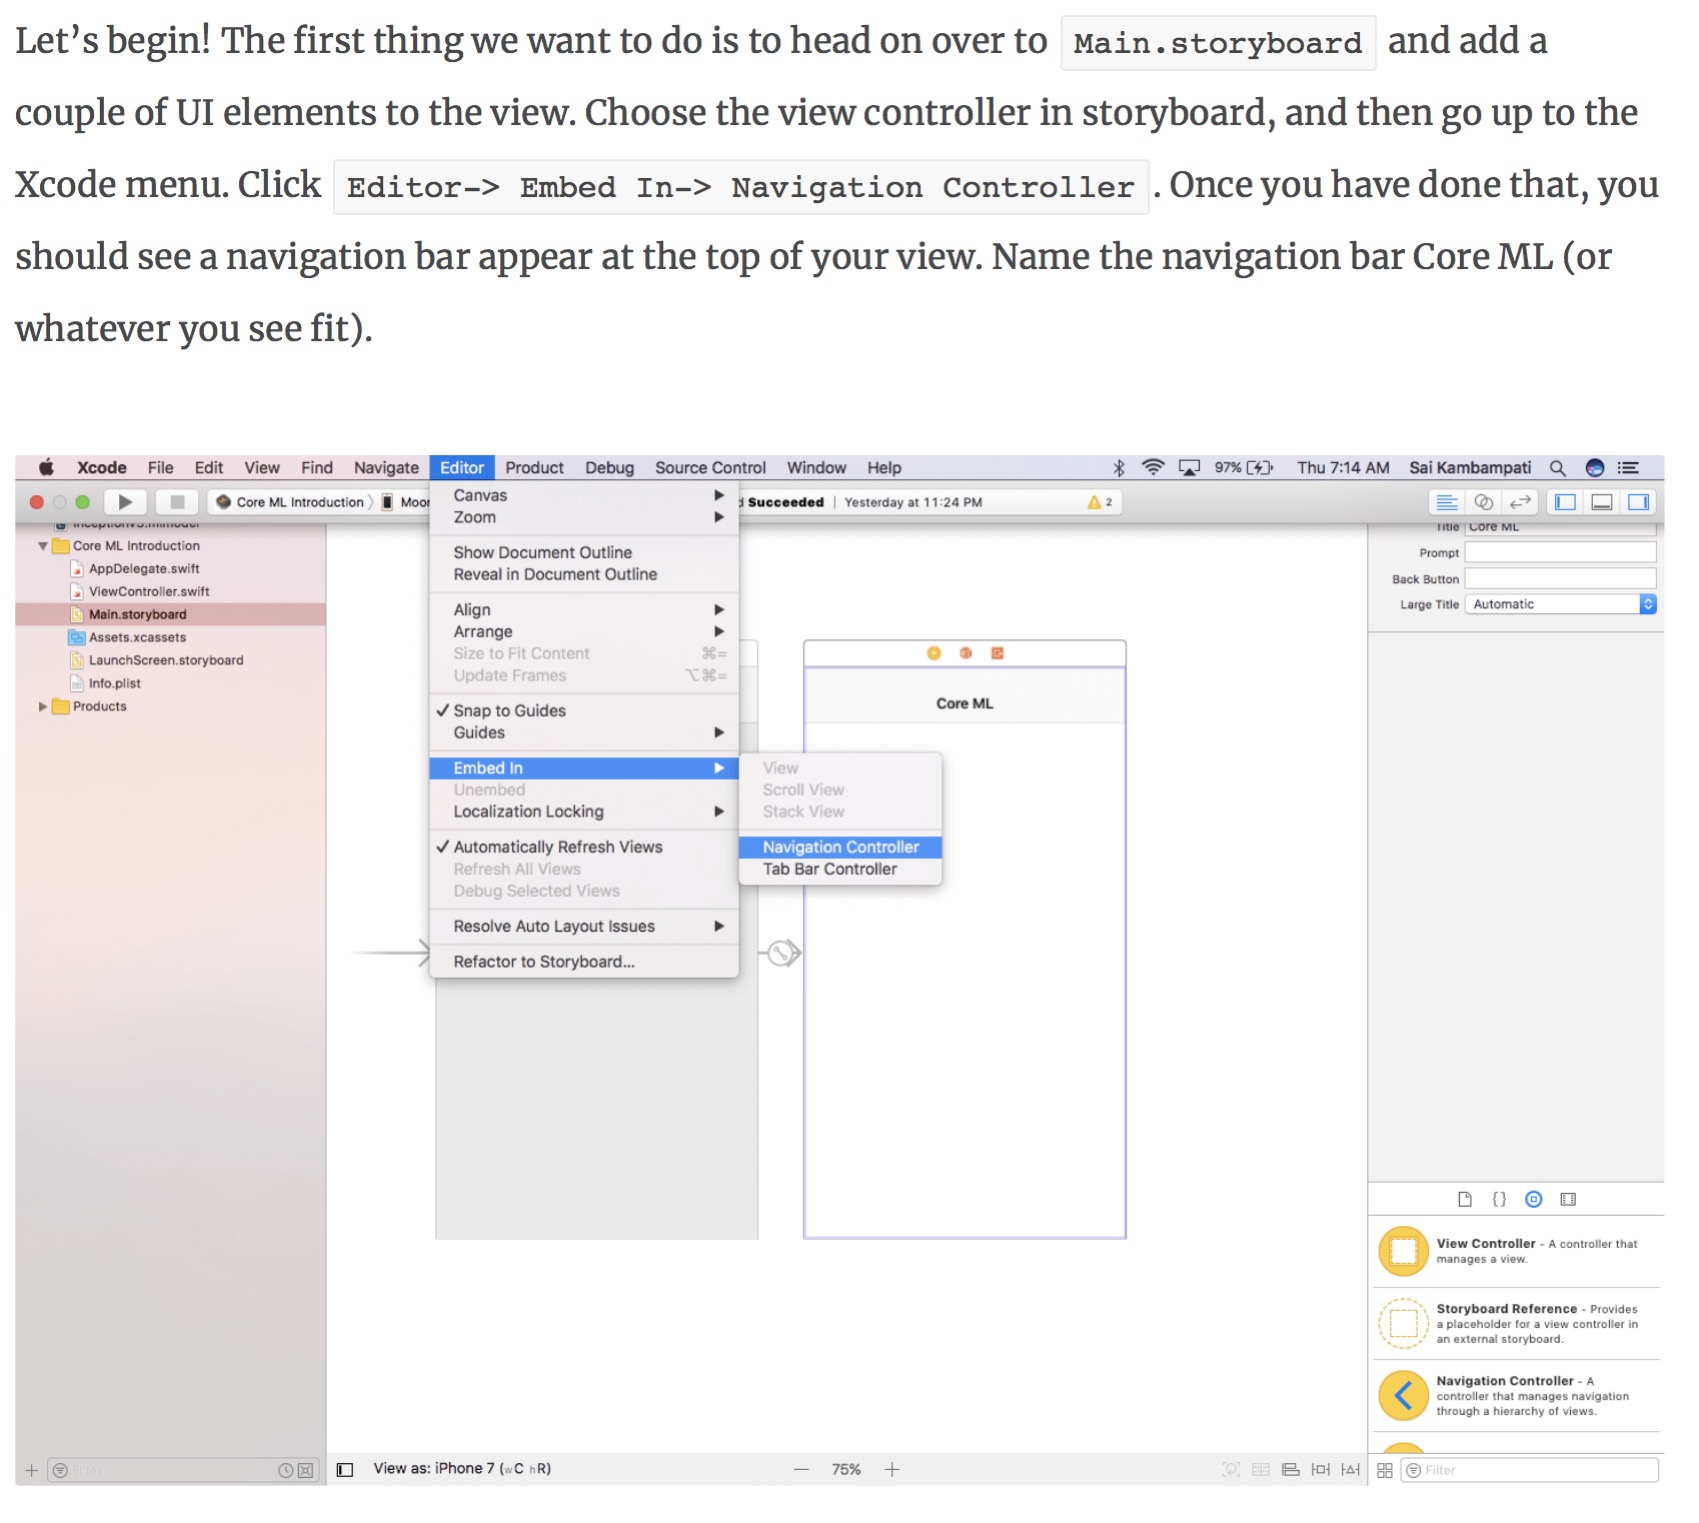 Let’s begin! The first thing we want to do is to head on over to Main.storyboard and add a
couple of UI elements to the view. Choose the view controller in storyboard, and then go up to the
Xcode menu. Click Editor-> Embed In-> Navigation Controller . Once you have done that, you
should see a navigation bar appear at the top of your view. Name the navigation bar Core ML (or
whatever you see fit).
Xcode File Edit View Find Navigate Editor Product Debug Source Control Window Help 97% Thu 7:14 AM Sai Kambampati
Core ML Introduction Moon Succeeded | Yesterday at 11:24 PM 2
Inceptionv3.mlmodel
Core ML Introduction
AppDelegate.swift
ViewController.swift
Main.storyboard
Assets.xcassets
LaunchScreen.storyboard
Info.plist
Products
Canvas
Zoom
Show Document Outline
Reveal in Document Outline
Align
Arrange
Size to Fit Content ⌘=
Update Frames ⌥⌘=
✓ Snap to Guides
Guides
Embed In
Unembed
Localization Locking
✓ Automatically Refresh Views
Refresh All Views
Debug Selected Views
Resolve Auto Layout Issues
Refactor to Storyboard...
View
Scroll View
Stack View
Navigation Controller
Tab Bar Controller
Core ML
Title Core ML
Prompt
Back Button
Large Title Automatic
{}
View Controller - A controller that
manages a view.
Storyboard Reference - Provides
a placeholder for a view controller in
an external storyboard.
Navigation Controller - A
controller that manages navigation
through a hierarchy of views.
+ Filter
View as: iPhone 7 (wC hR)
— 75% +
Filter